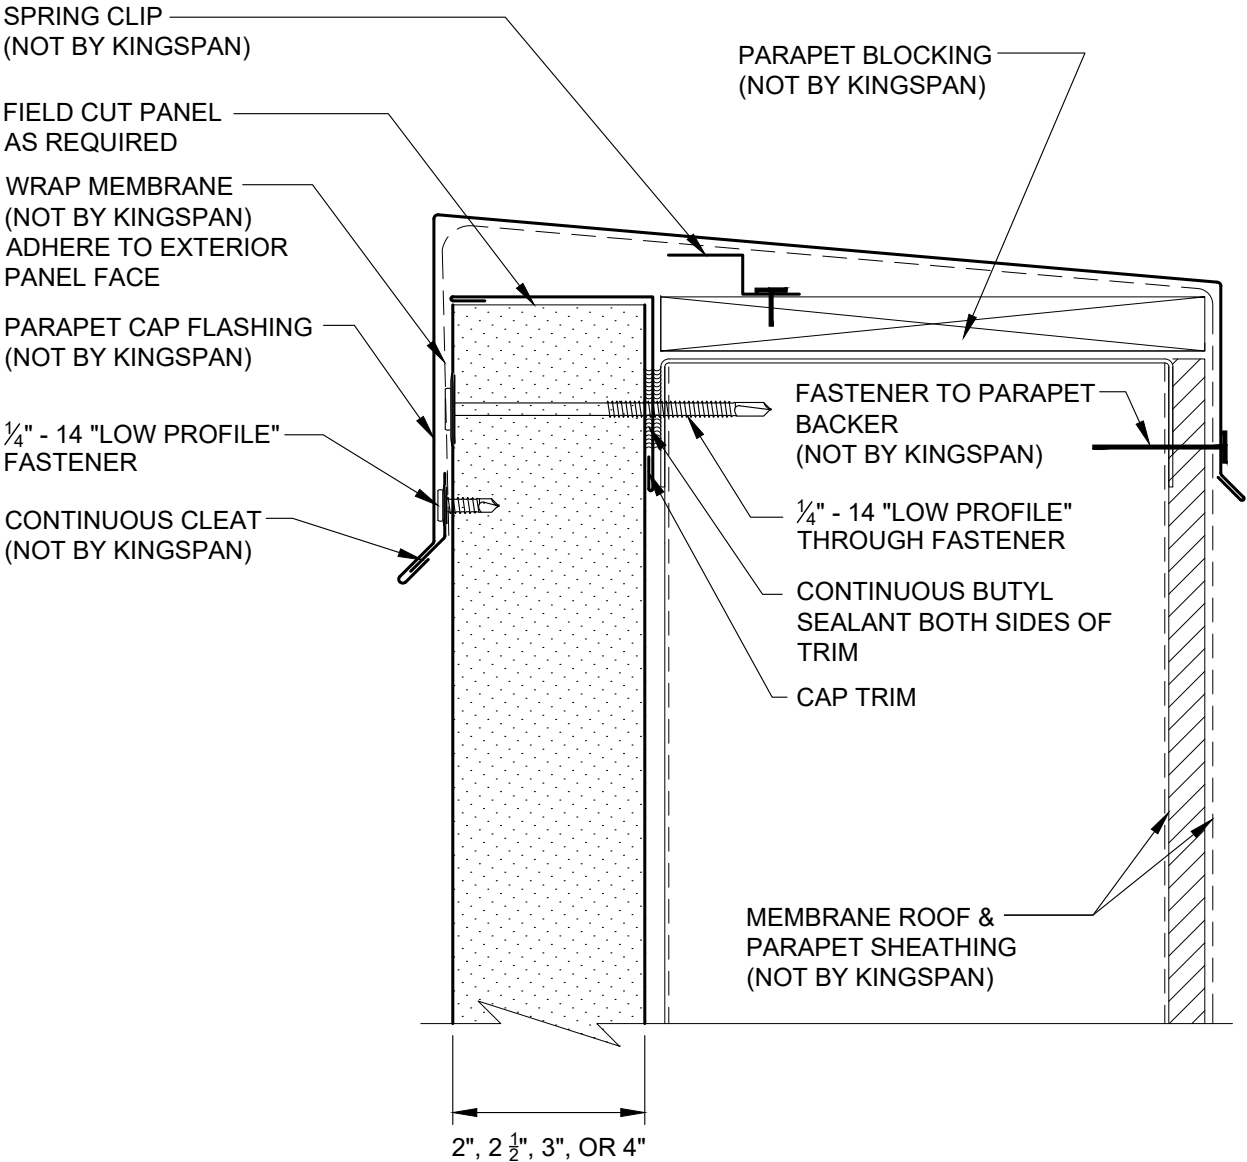 SPRING CLIP
(NOT BY KINGSPAN)
PARAPET BLOCKING
(NOT BY KINGSPAN)
FIELD CUT PANEL
AS REQUIRED
WRAP MEMBRANE
(NOT BY KINGSPAN)
ADHERE TO EXTERIOR
PANEL FACE
PARAPET CAP FLASHING
(NOT BY KINGSPAN)
FASTENER TO PARAPET
BACKER
(NOT BY KINGSPAN)
¼" - 14 "LOW PROFILE"
FASTENER
CONTINUOUS CLEAT
(NOT BY KINGSPAN)
¼" - 14 "LOW PROFILE"
THROUGH FASTENER
CONTINUOUS BUTYL
SEALANT BOTH SIDES OF
TRIM
CAP TRIM
MEMBRANE ROOF &
PARAPET SHEATHING
(NOT BY KINGSPAN)
2", 2 ½", 3", OR 4"